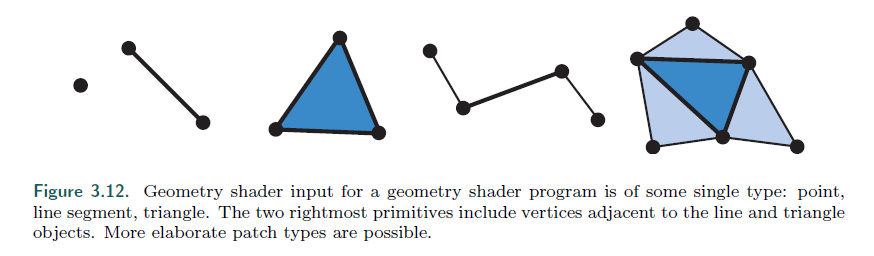 Figure 3.12. Geometry shader input for a geometry shader program is of some single type: point,
line segment, triangle. The two rightmost primitives include vertices adjacent to the line and triangle
objects. More elaborate patch types are possible.